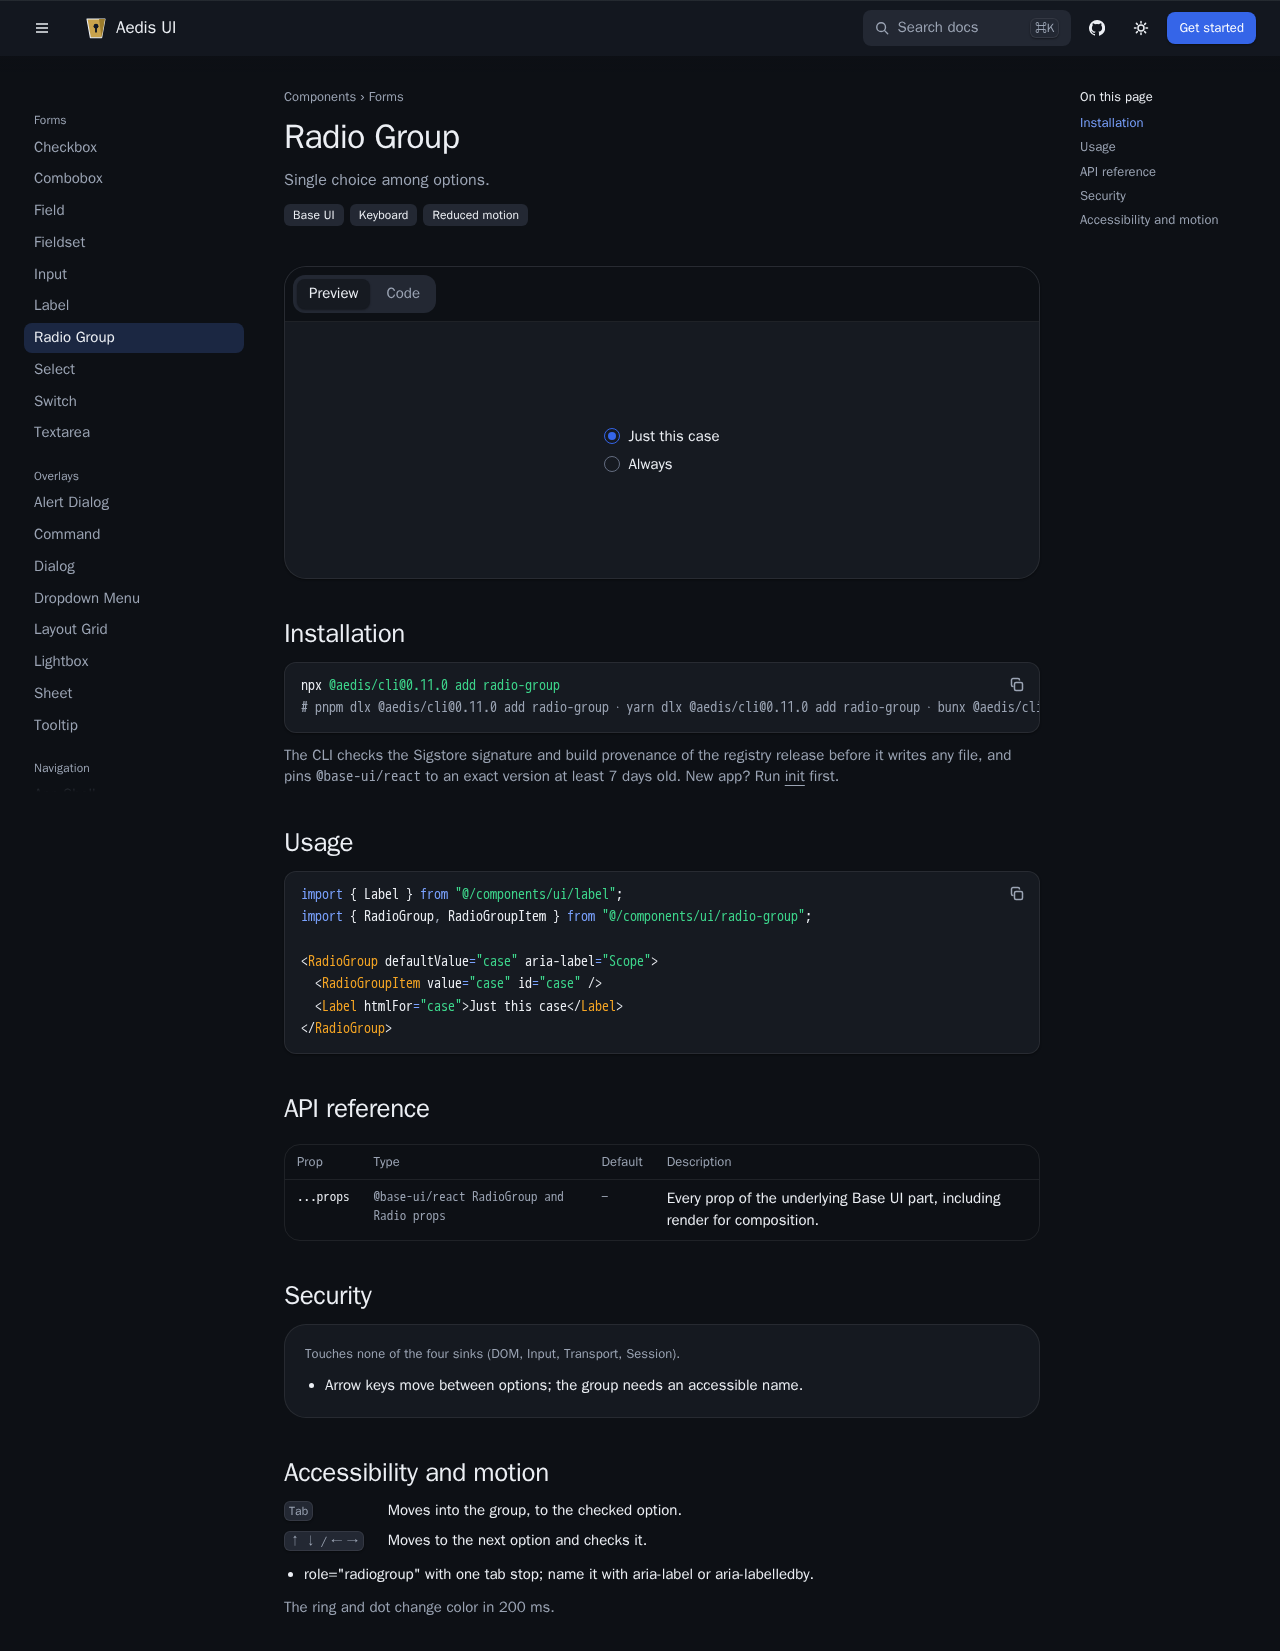 Aedis UI
Search docs
⌘K
Get started
Forms
Checkbox
Combobox
Field
Fieldset
Input
Label
Radio Group
Select
Switch
Textarea
Overlays
Alert Dialog
Command
Dialog
Dropdown Menu
Layout Grid
Lightbox
Sheet
Tooltip
Navigation
Components › Forms
Radio Group
Single choice among options.
Base UI
Keyboard
Reduced motion
Preview
Code
Just this case
Always
Installation
npx @aedis/cli@0.11.0 add radio-group
# pnpm dlx @aedis/cli@0.11.0 add radio-group · yarn dlx @aedis/cli@0.11.0 add radio-group · bunx @aedis/cli
The CLI checks the Sigstore signature and build provenance of the registry release before it writes any file, and
pins @base-ui/react to an exact version at least 7 days old. New app? Run init first.
Usage
import { Label } from "@/components/ui/label";
import { RadioGroup, RadioGroupItem } from "@/components/ui/radio-group";
<RadioGroup defaultValue="case" aria-label="Scope">
<RadioGroupItem value="case" id="case" />
<Label htmlFor="case">Just this case</Label>
</RadioGroup>
API reference
Prop Type Default Description
...props @base-ui/react RadioGroup and — Every prop of the underlying Base UI part, including
Radio props render for composition.
Security
Touches none of the four sinks (DOM, Input, Transport, Session).
• Arrow keys move between options; the group needs an accessible name.
Accessibility and motion
Tab Moves into the group, to the checked option.
↑ ↓ / ← → Moves to the next option and checks it.
• role="radiogroup" with one tab stop; name it with aria-label or aria-labelledby.
The ring and dot change color in 200 ms.
On this page
Installation
Usage
API reference
Security
Accessibility and motion